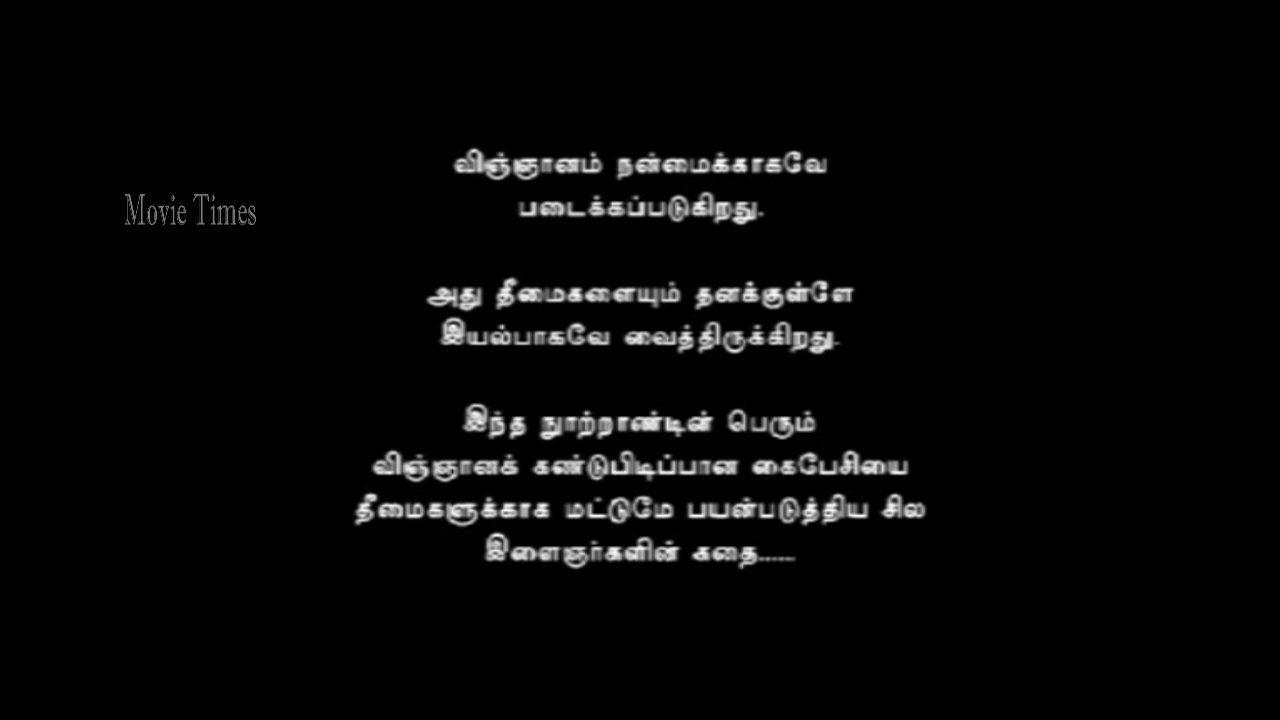 விஞ்ஞானம் நன்மைக்காகவே
படைக்கப்படுகிறது.
Movie Times
அது தீமைகளையும் தனக்குள்ளே
இயல்பாகவே வைத்திருக்கிறது.
இந்த நூற்றாண்டின் பெரும்
விஞ்ஞானக் கண்டுபிடிப்பான கைபேசியை
தீமைகளுக்காக மட்டுமே பயன்படுத்திய சில
இளைஞர்களின் கதை......